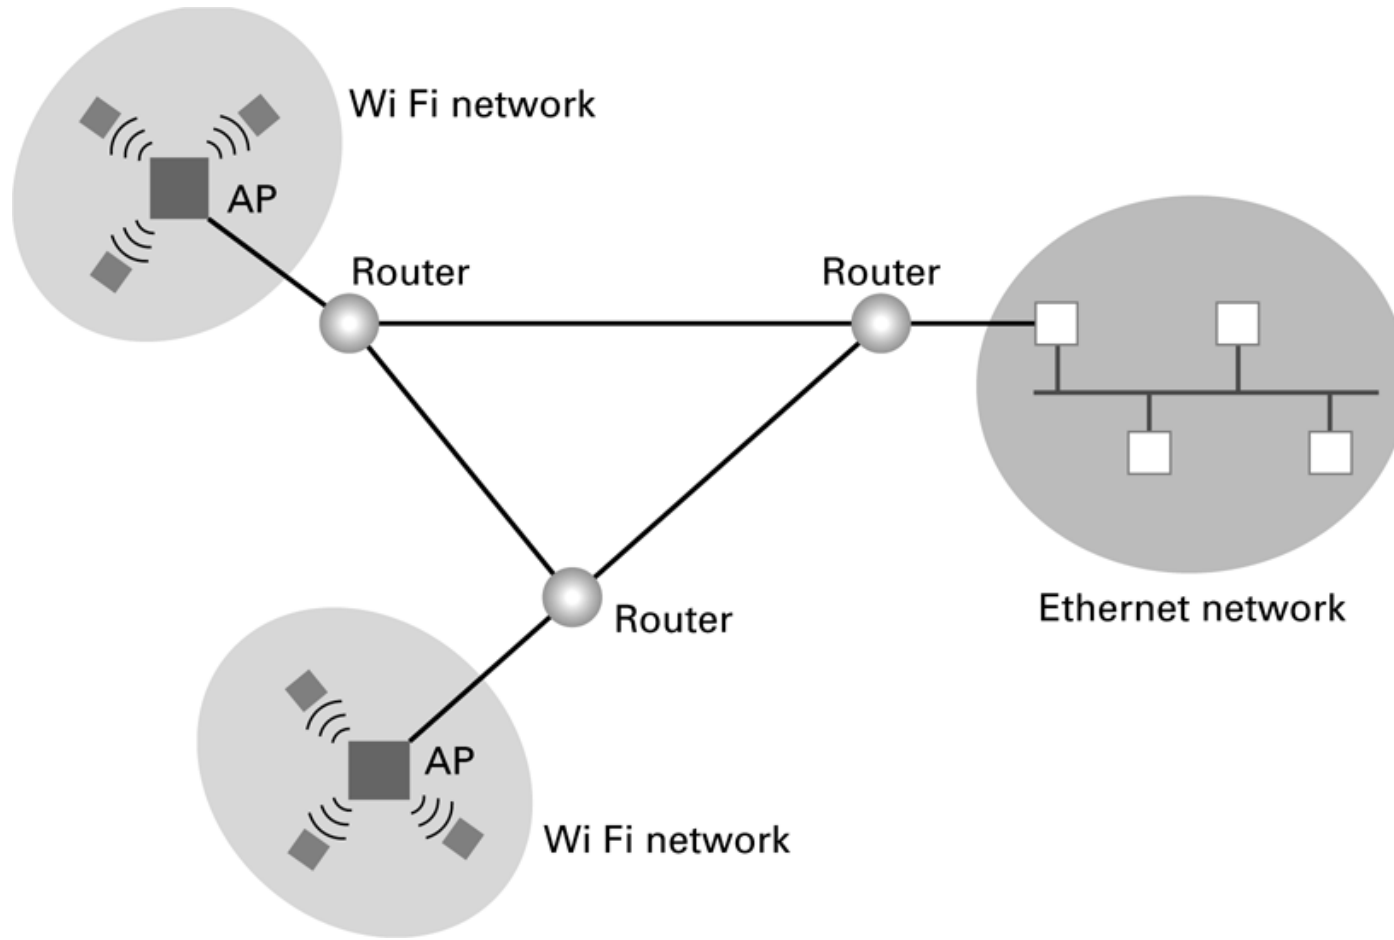 Wi Fi network
AP
Router
Router
Ethernet network
Router
AP
Wi Fi network